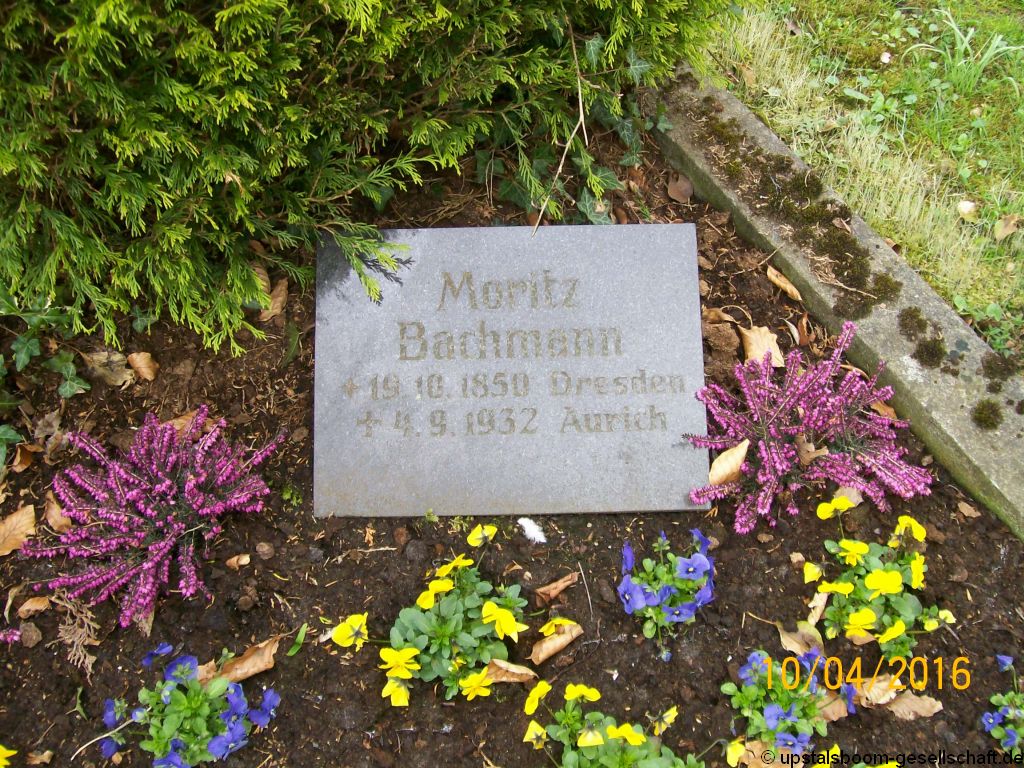 Moritz
Bachmann
+ 19.10.1850 Dresden
+ 4.9.1932 Aurich
10/04/2016
© upstalsboom-gesellschaft.de